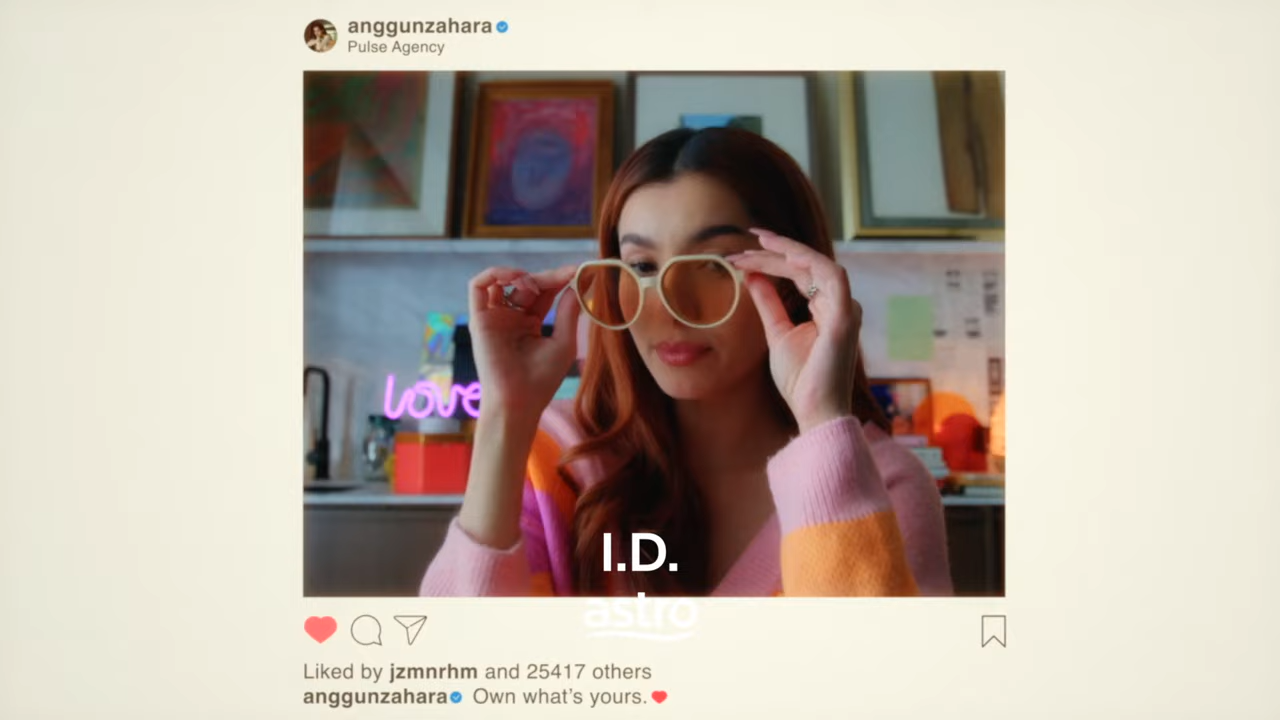 anggunzahara
Pulse Agency
love
I.D.
astro
Liked by jzmnrhm and 25417 others
anggunzahara Own what's yours.